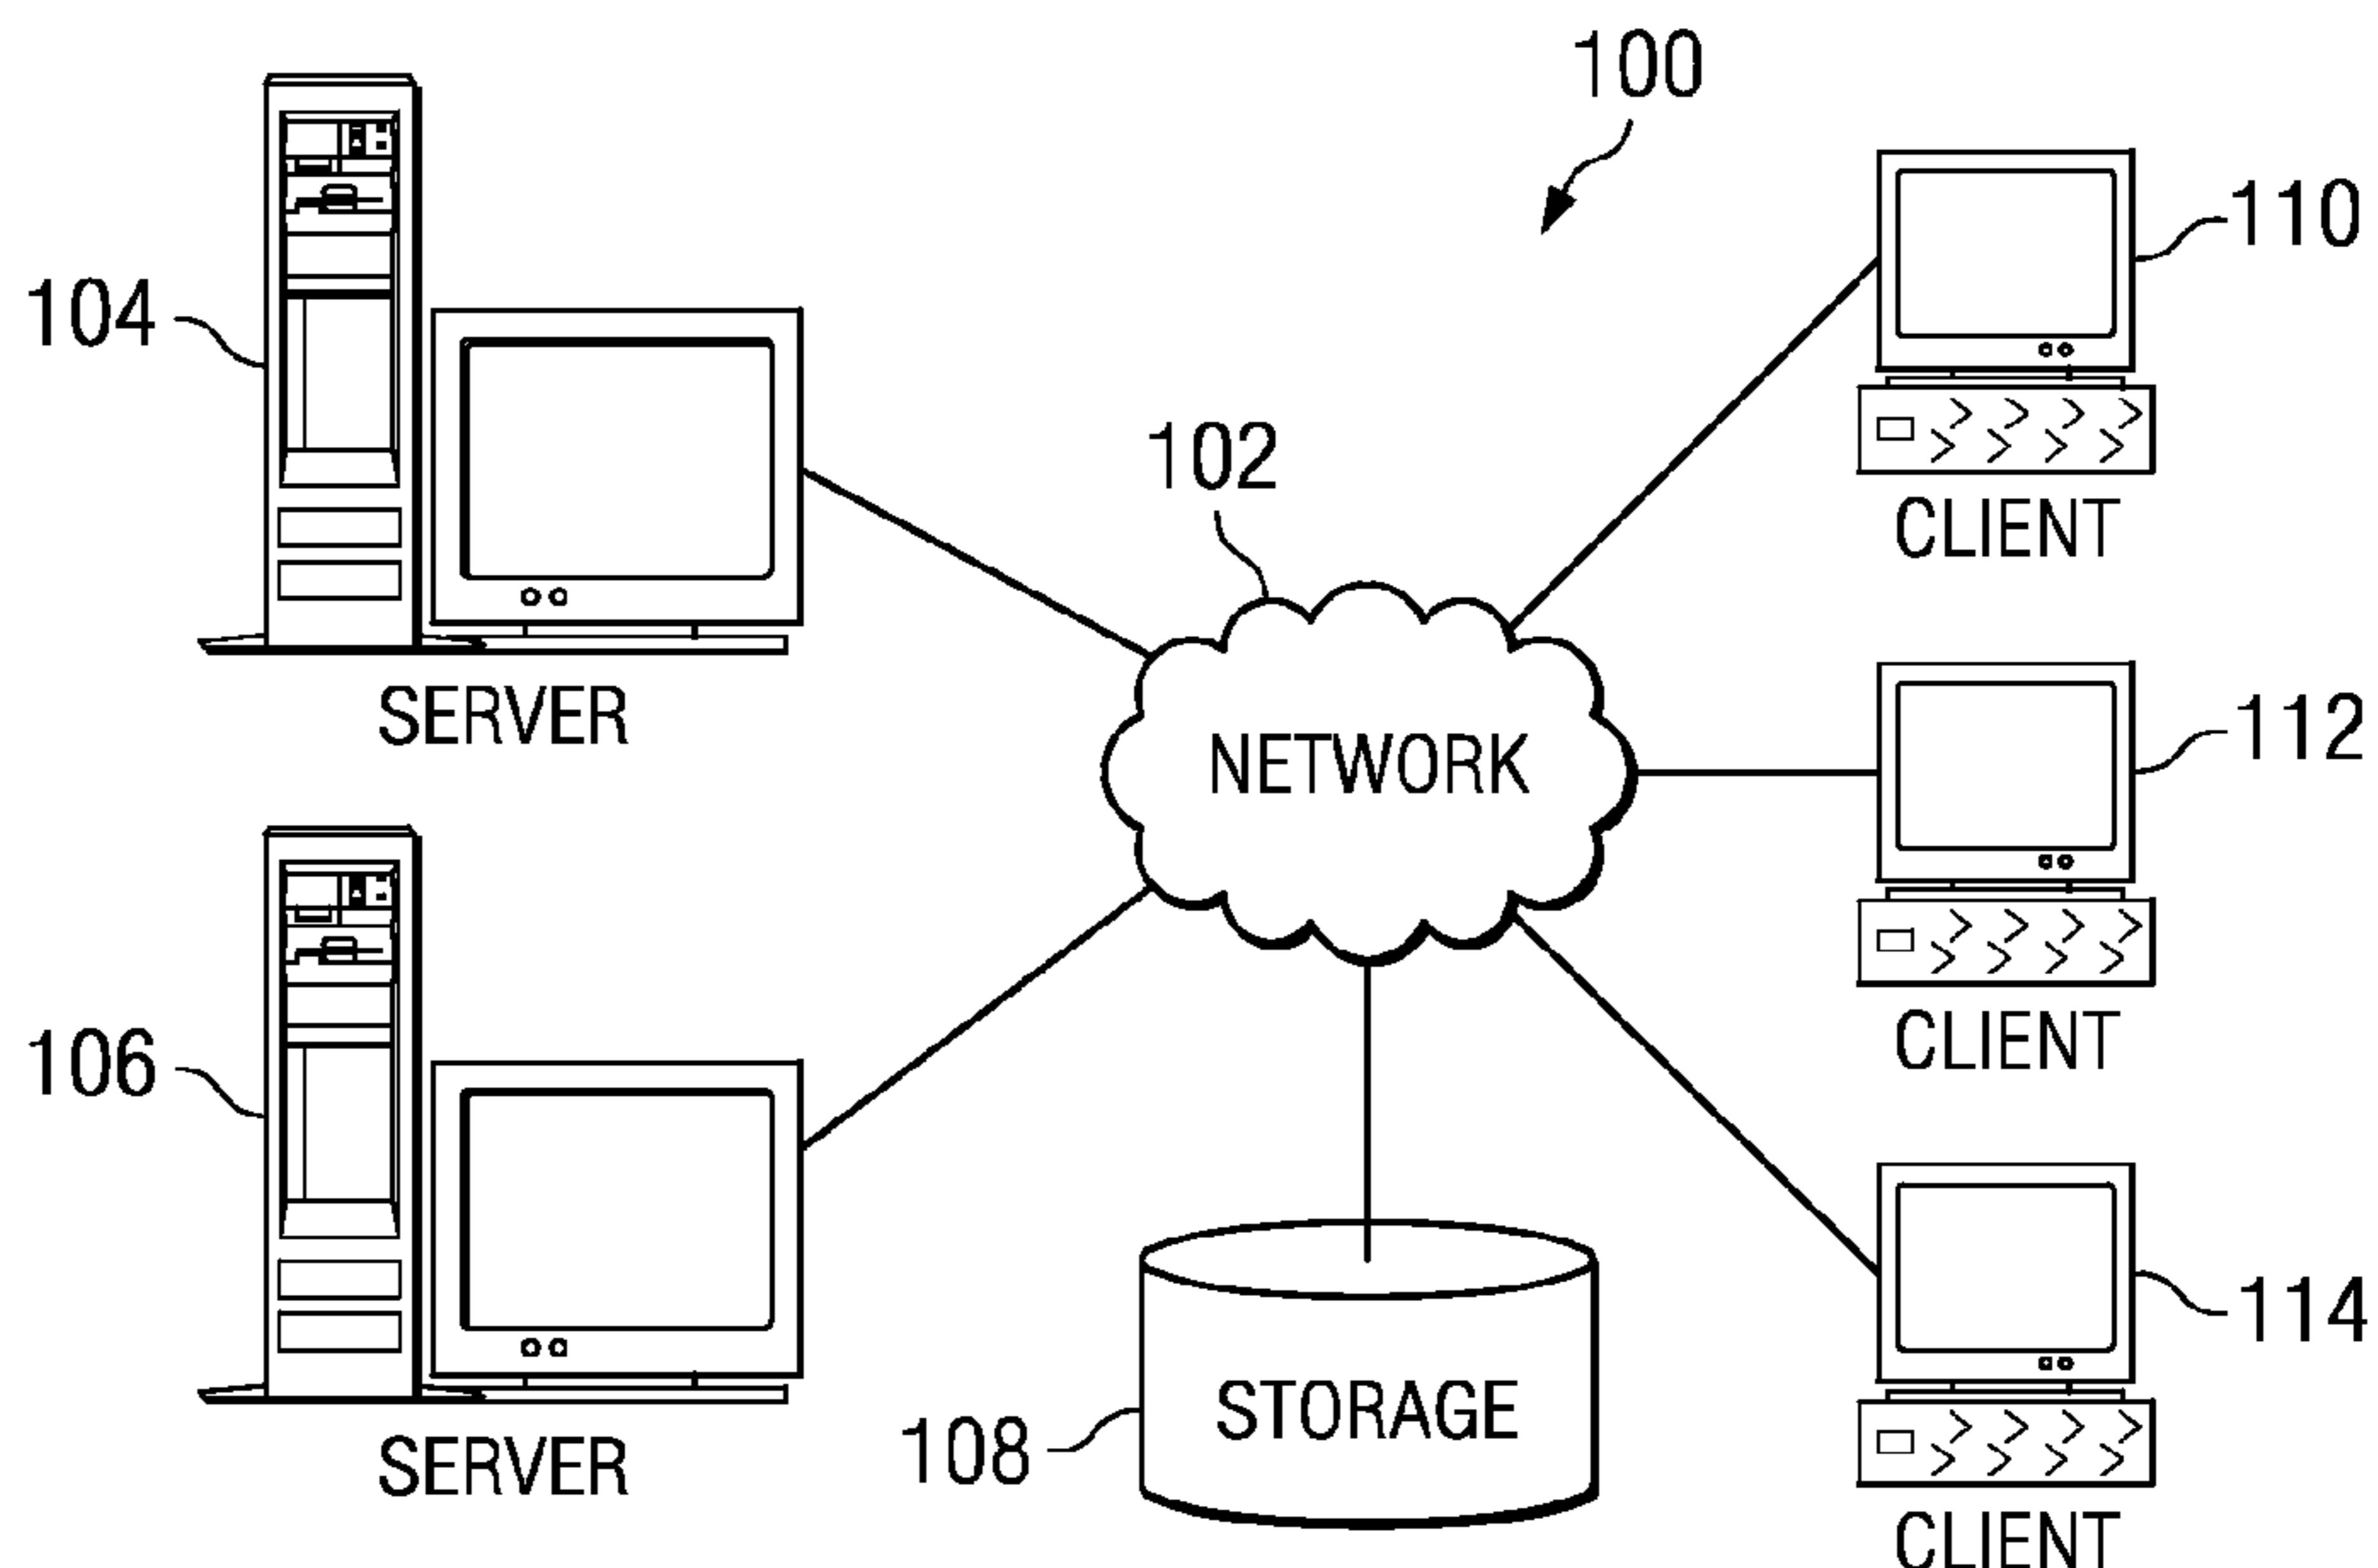 100
110
104
CLIENT
102
SERVER
112
NETWORK
CLIENT
106
114
STORAGE
108
SERVER
CLIENT